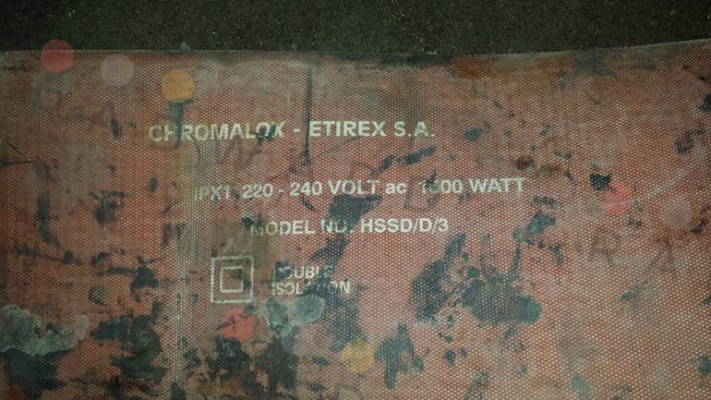 CHROMALOX - ETIREX S.A.
IPX1 220 - 240 VOLT ac WATT
MODEL NO. HSSD/D/3
DOUBLE
ISOLATION